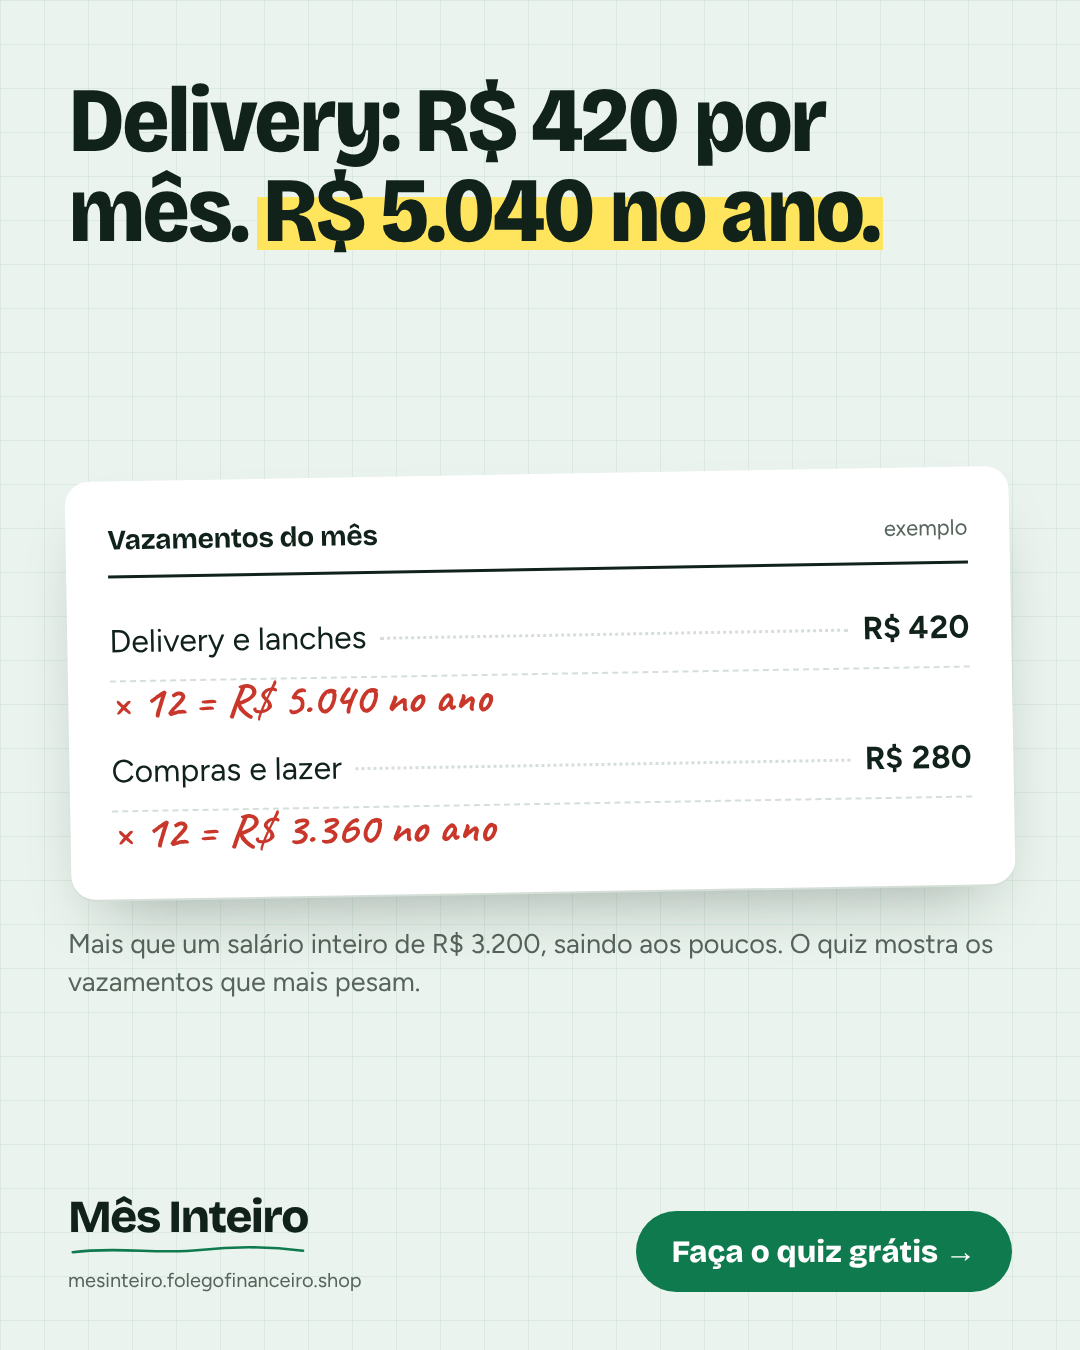 Delivery: R$ 420 por
mês. R$ 5.040 no ano.
Vazamentos do mês
exemplo
Delivery e lanches R$ 420
× 12 = R$ 5.040 no ano
Compras e lazer R$ 280
× 12 = R$ 3.360 no ano
Mais que um salário inteiro de R$ 3.200, saindo aos poucos. O quiz mostra os
vazamentos que mais pesam.
Mês Inteiro
mesinteiro.folegofinanceiro.shop
Faça o quiz grátis →